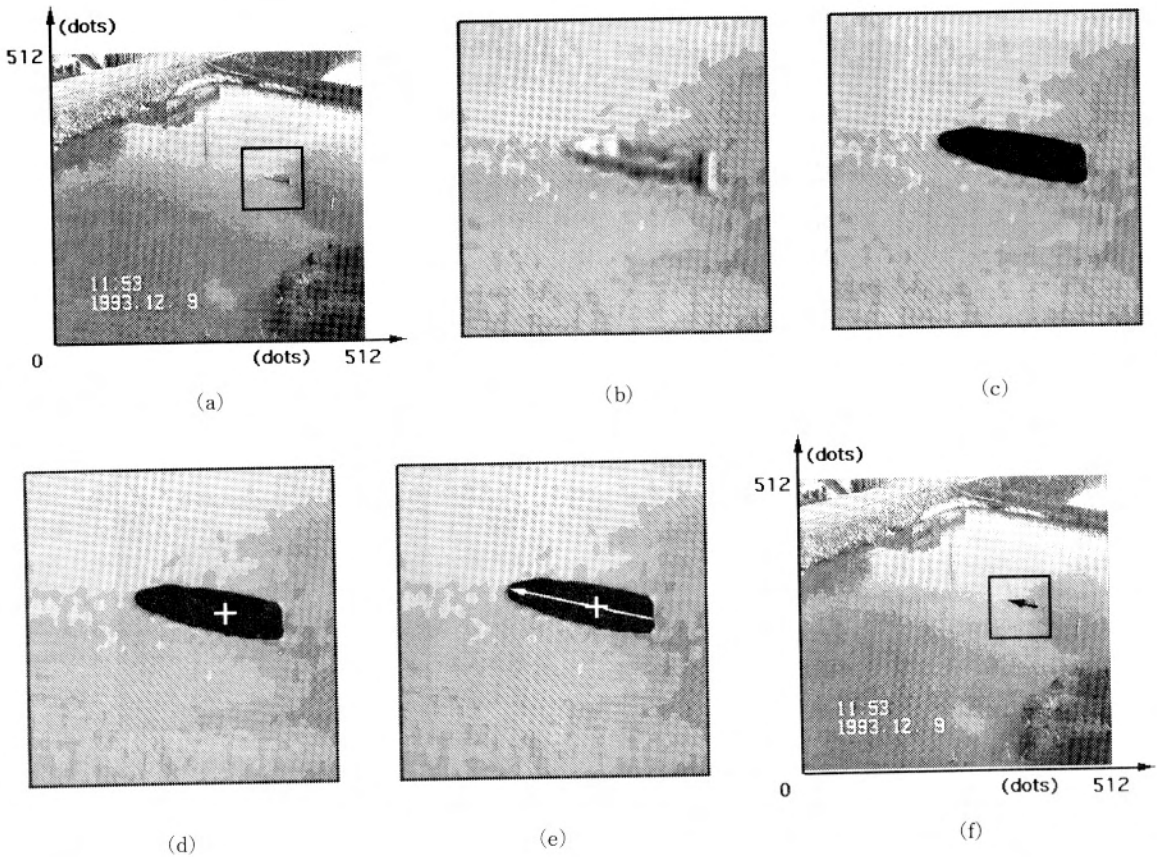 (dots)
512
11:53
1993.12. 9
0
(dots) 512
(a)
(b)
(c)
(dots)
512
11:53
1993.12. 9
0
(dots) 512
(d)
(e)
(f)